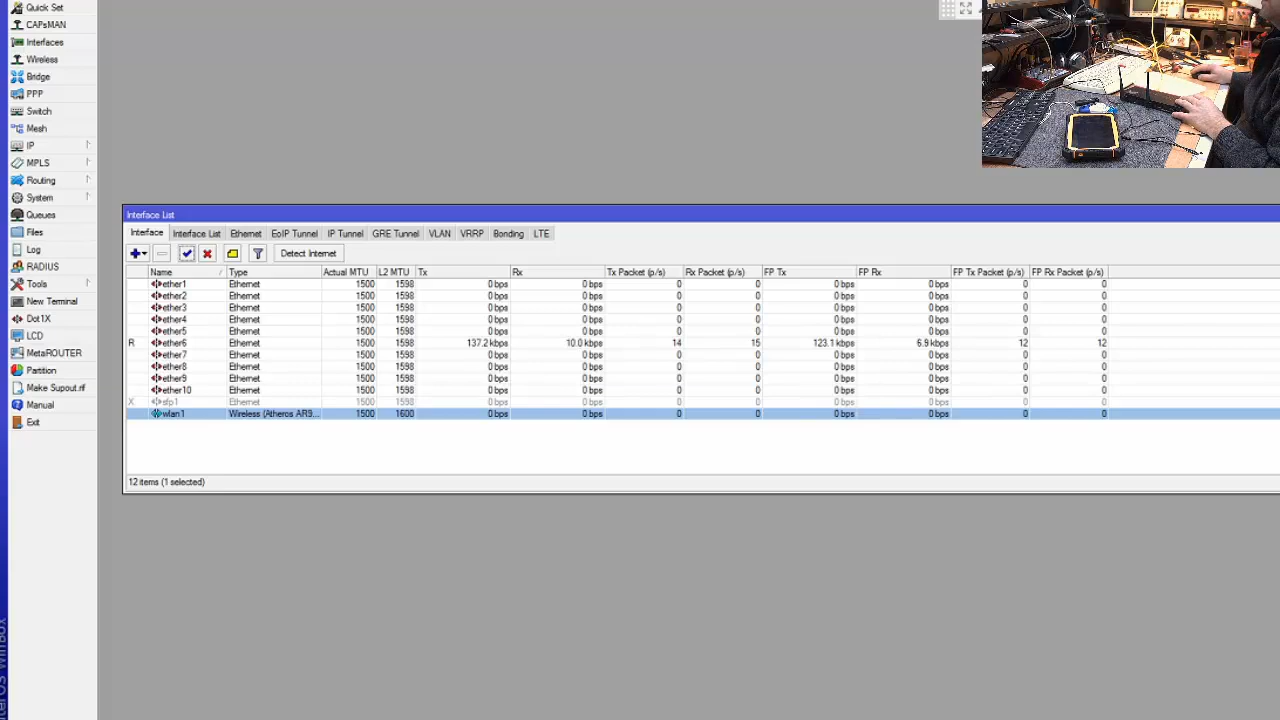 Quick Set
CAPsMAN
Interfaces
Wireless
Bridge
PPP
Switch
Mesh
IP
MPLS
Routing
System
Queues
Files
Log
RADIUS
Tools
New Terminal
Dot1X
LCD
MetaROUTER
Partition
Make Supout.rif
Manual
Exit
Interface List
Interface Interface List Ethernet EoIP Tunnel IP Tunnel GRE Tunnel VLAN VRRP Bonding LTE
Detect Internet
Name / Type Actual MTU L2 MTU Tx Rx Tx Packet (p/s) Rx Packet (p/s) FP Tx FP Rx FP Tx Packet (p/s) FP Rx Packet (p/s)
ether1 Ethernet 1500 1598 0 bps 0 bps 0 0 0 bps 0 bps 0 0
ether2 Ethernet 1500 1598 0 bps 0 bps 0 0 0 bps 0 bps 0 0
ether3 Ethernet 1500 1598 0 bps 0 bps 0 0 0 bps 0 bps 0 0
ether4 Ethernet 1500 1598 0 bps 0 bps 0 0 0 bps 0 bps 0 0
ether5 Ethernet 1500 1598 0 bps 0 bps 0 0 0 bps 0 bps 0 0
R ether6 Ethernet 1500 1598 137.2 kbps 10.0 kbps 14 15 123.1 kbps 6.9 kbps 12 12
ether7 Ethernet 1500 1598 0 bps 0 bps 0 0 0 bps 0 bps 0 0
ether8 Ethernet 1500 1598 0 bps 0 bps 0 0 0 bps 0 bps 0 0
ether9 Ethernet 1500 1598 0 bps 0 bps 0 0 0 bps 0 bps 0 0
ether10 Ethernet 1500 1598 0 bps 0 bps 0 0 0 bps 0 bps 0 0
X sfp1 Ethernet 1500 1598 0 bps 0 bps 0 0 0 bps 0 bps 0 0
wlan1 Wireless (Atheros AR9... 1500 1600 0 bps 0 bps 0 0 0 bps 0 bps 0 0
12 items (1 selected)
terOS WinBox